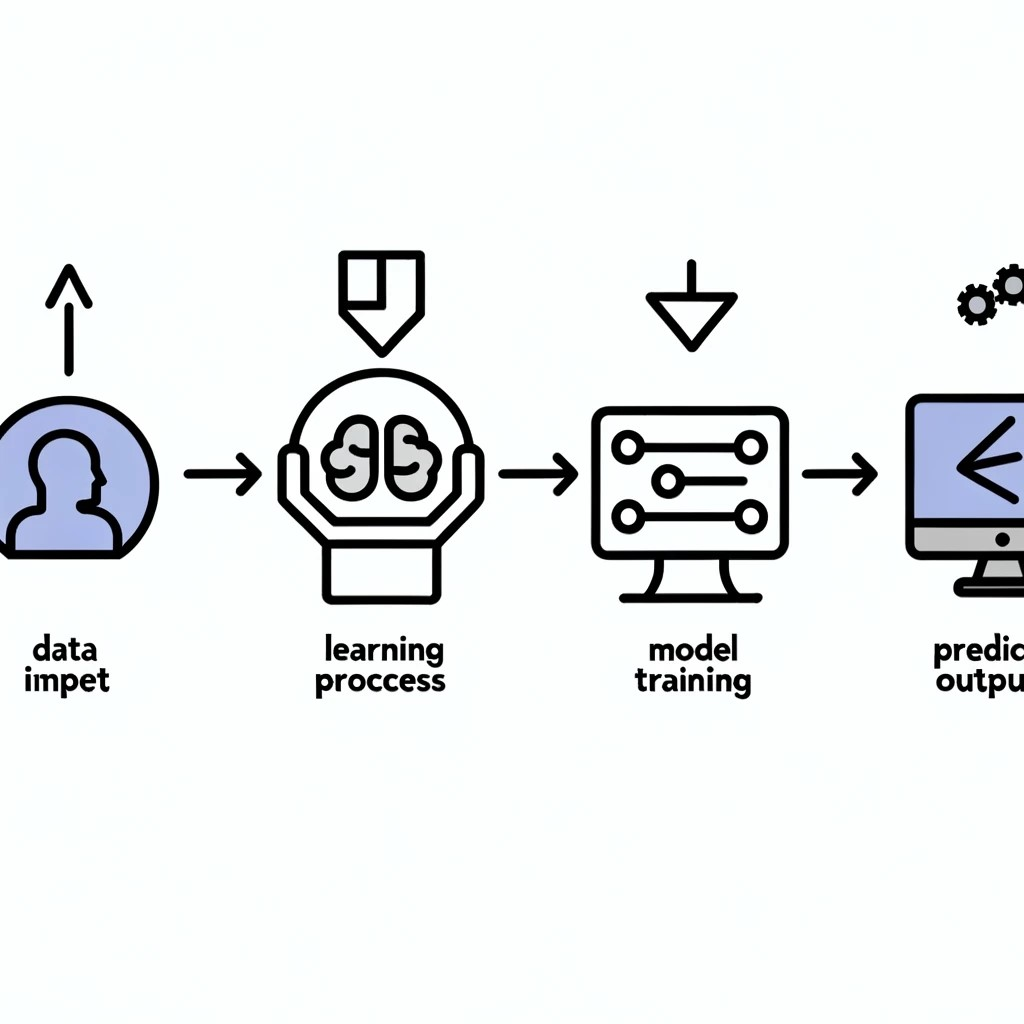 data
impet
learning
proccess
model
training
predic
outpu